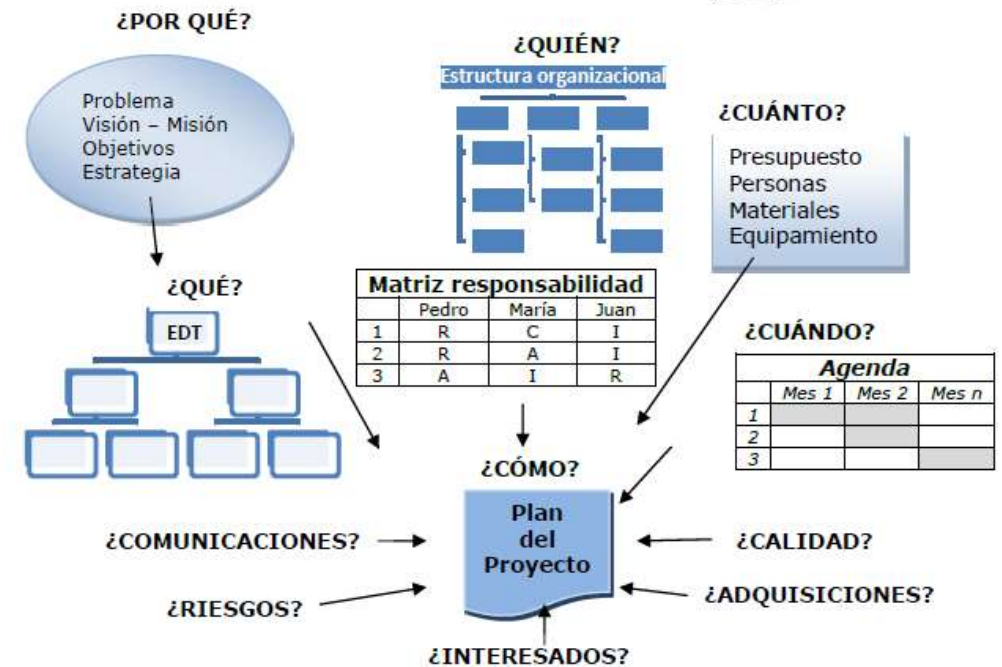 ¿POR QUÉ?
Problema
Visión – Misión
Objetivos
Estrategia
¿QUIÉN?
Estructura organizacional
¿CUÁNTO?
Presupuesto
Personas
Materiales
Equipamiento
¿QUÉ?
EDT
Matriz responsabilidad
Pedro María Juan
1 R C I
2 R A I
3 A I R
¿CUÁNDO?
Agenda
Mes 1 Mes 2 Mes n
1
2
3
¿CÓMO?
Plan
del
Proyecto
¿COMUNICACIONES?
¿CALIDAD?
¿RIESGOS?
¿ADQUISICIONES?
¿INTERESADOS?